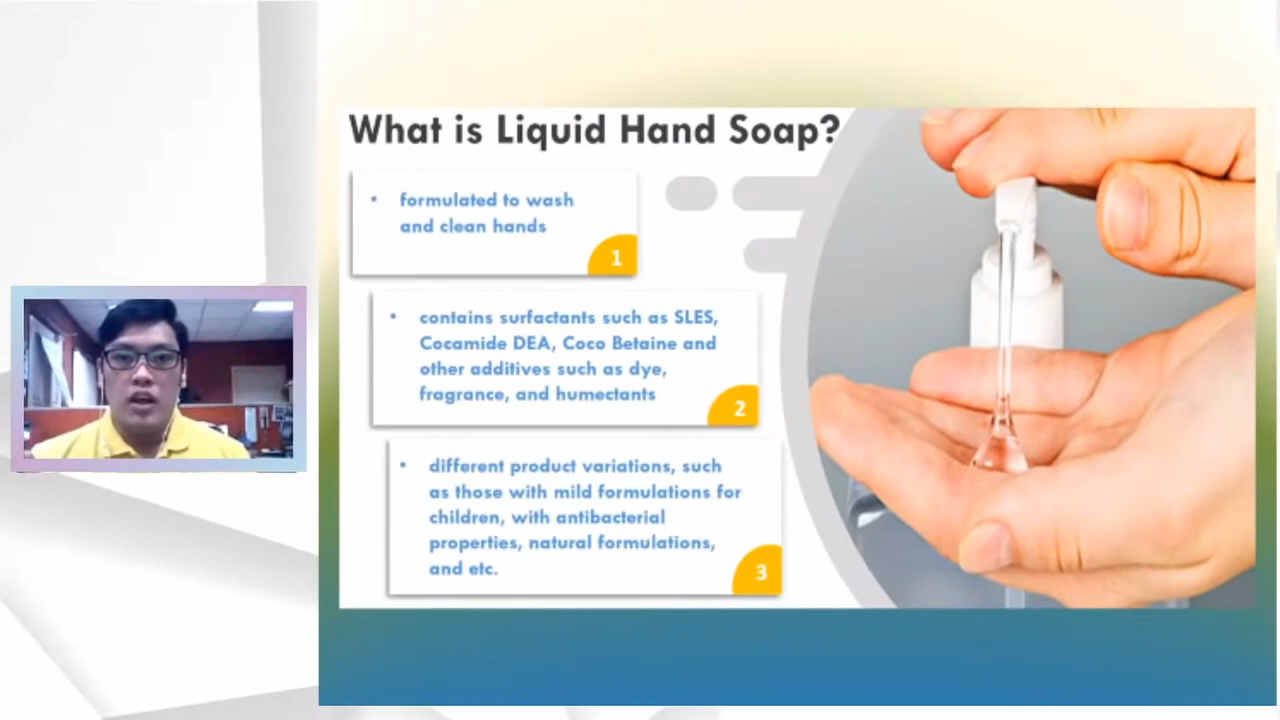 What is Liquid Hand Soap?
• formulated to wash
and clean hands
1
• contains surfactants such as SLES,
Cocamide DEA, Coco Betaine and
other additives such as dye,
fragrance, and humectants
2
• different product variations, such
as those with mild formulations for
children, with antibacterial
properties, natural formulations,
and etc.
3